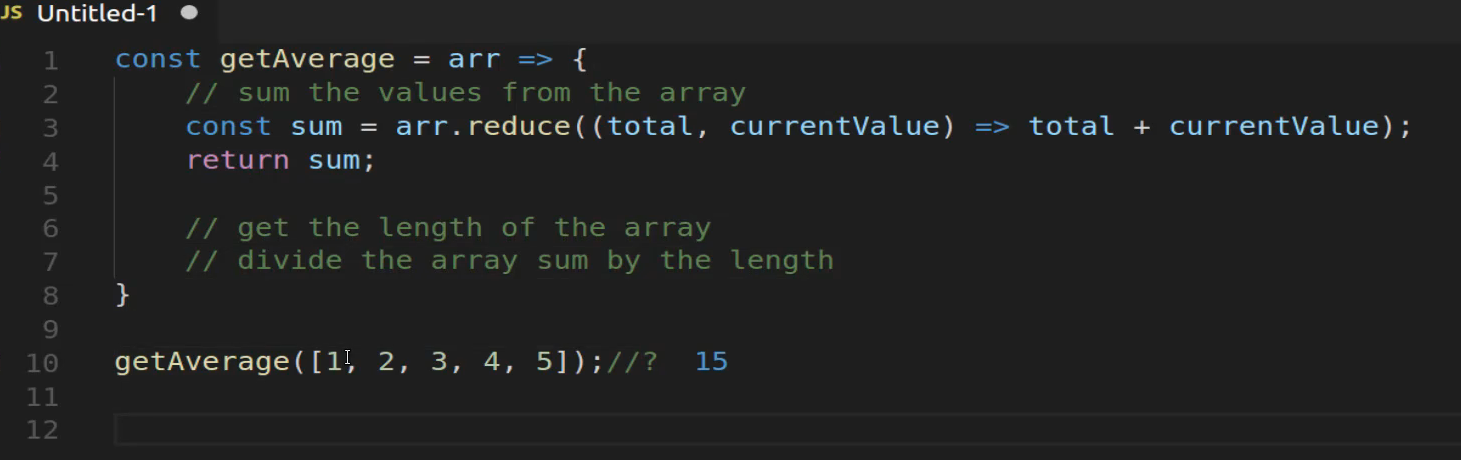 JS Untitled-1
1 const getAverage = arr => {
2 // sum the values from the array
3 const sum = arr.reduce((total, currentValue) => total + currentValue);
4 return sum;
5
6 // get the length of the array
7 // divide the array sum by the length
8 }
9
10 getAverage([1, 2, 3, 4, 5]);//? 15
11
12